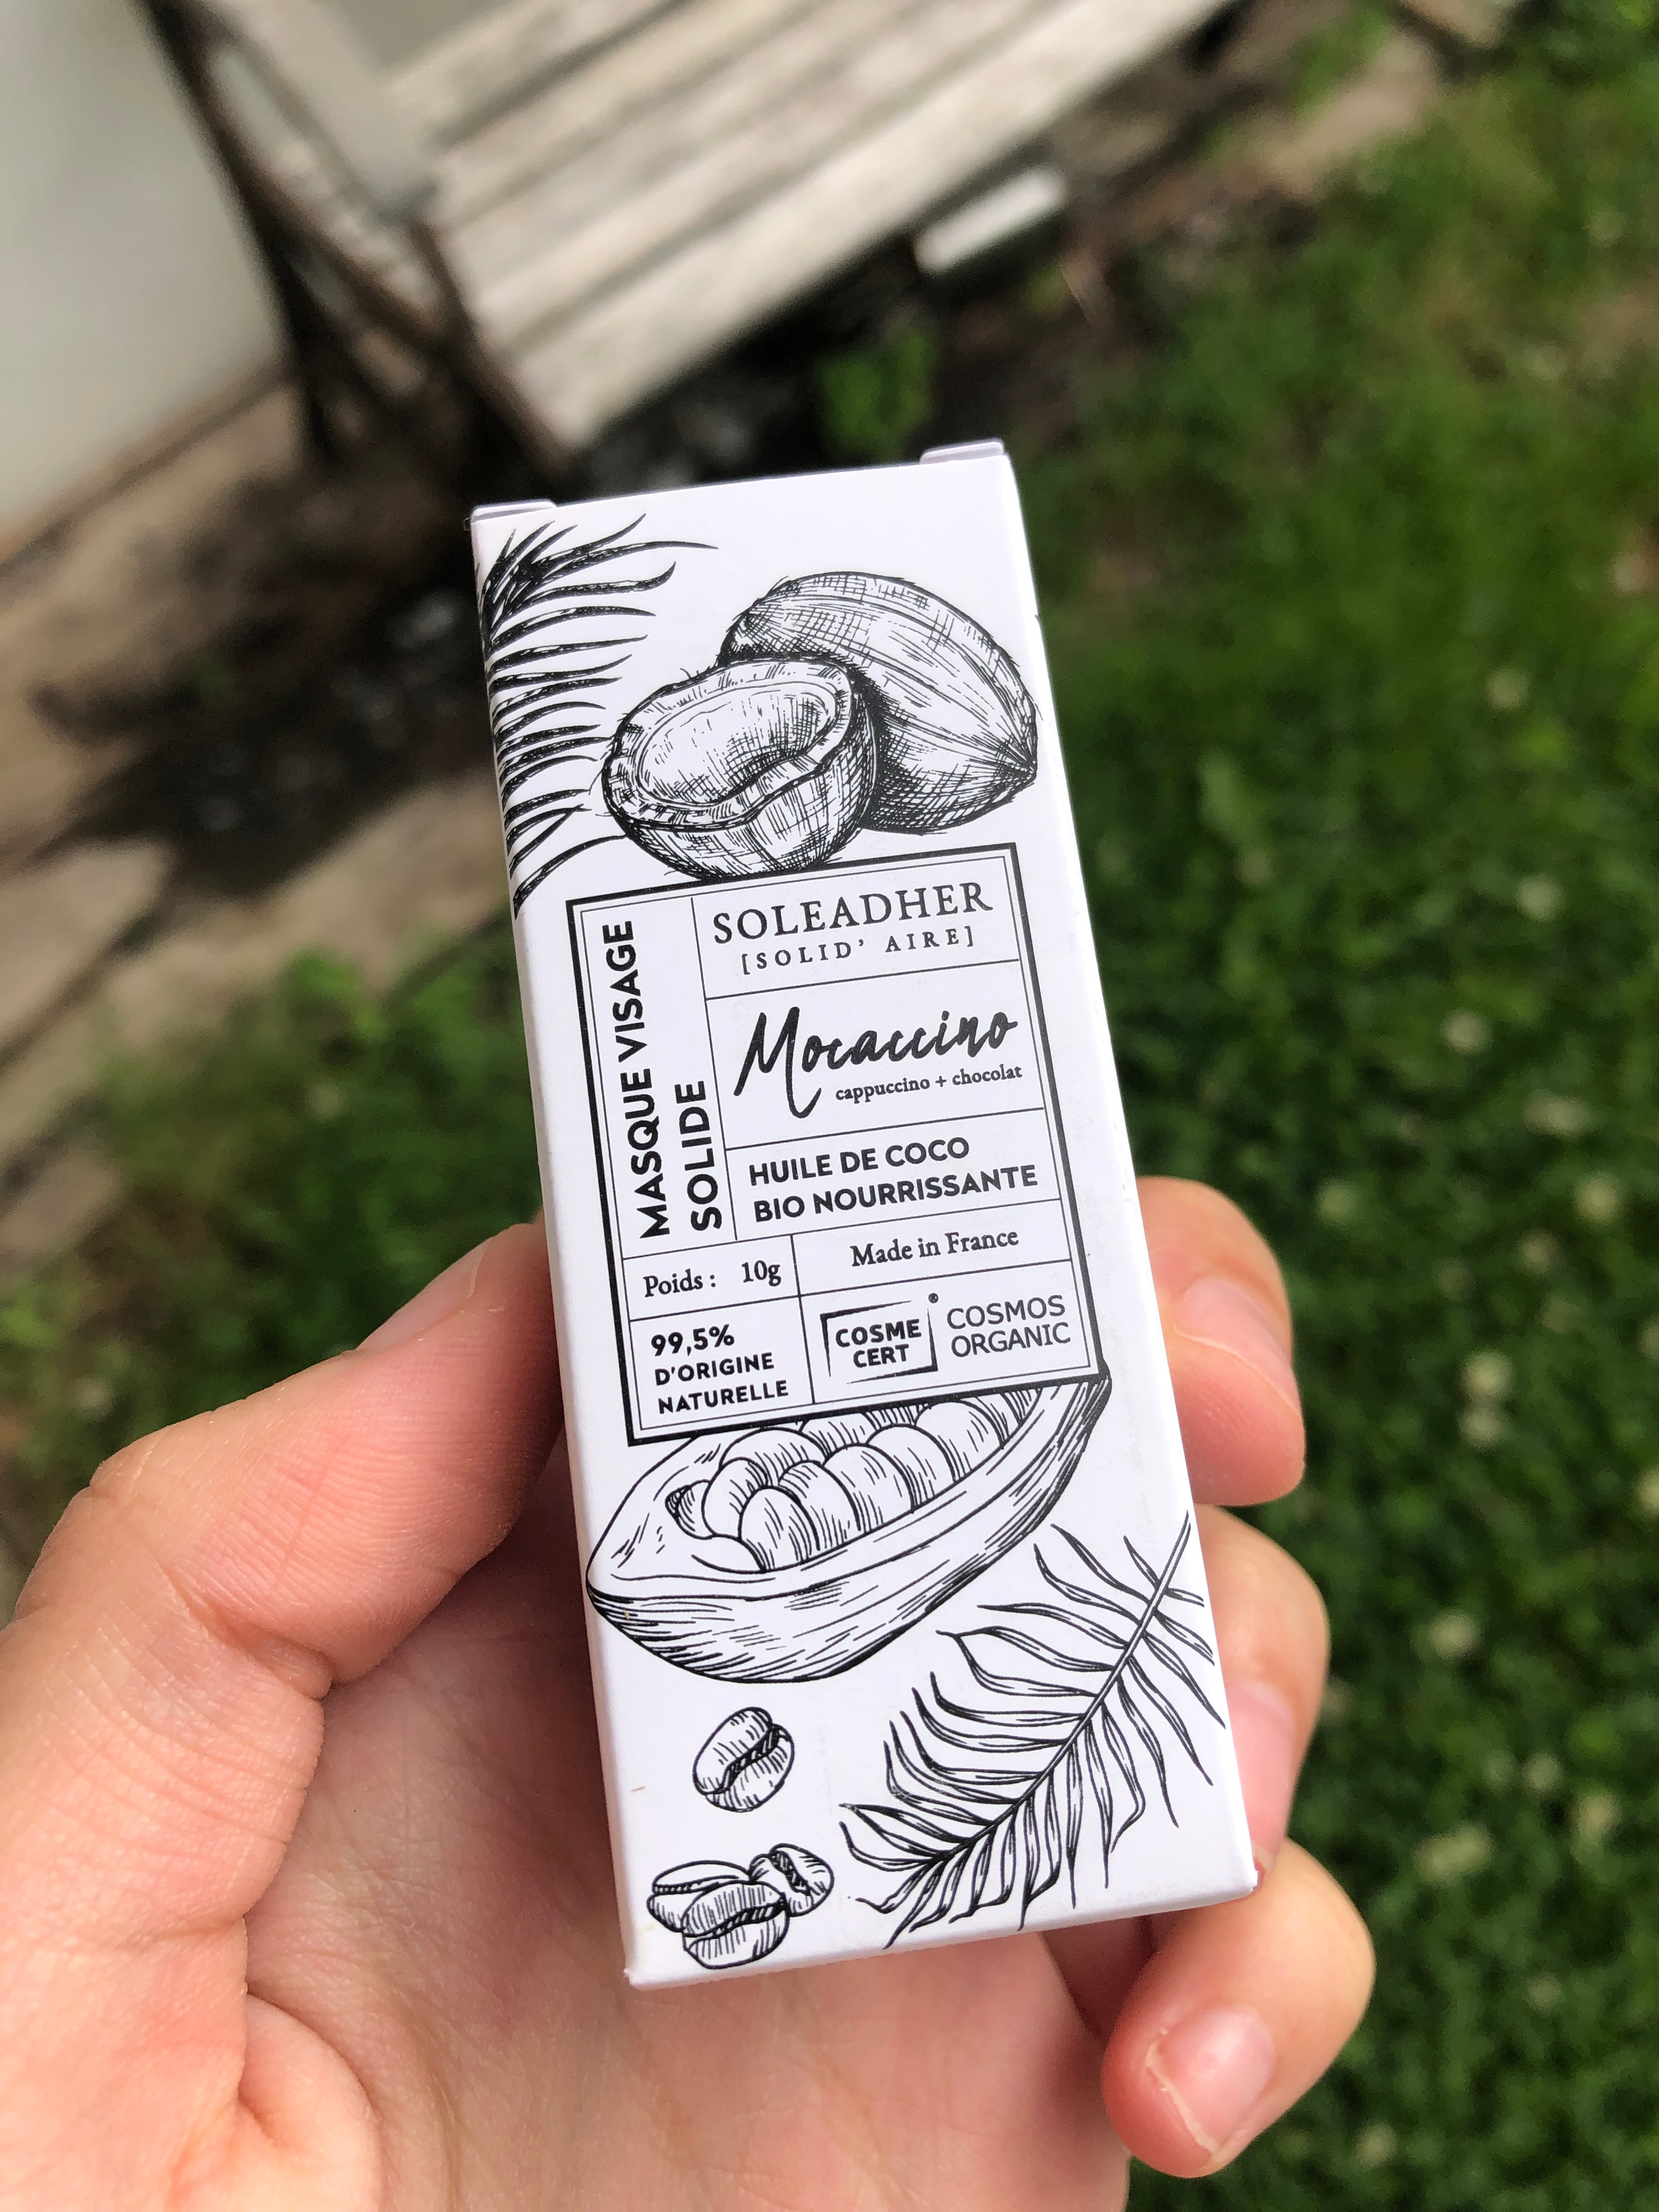 MASQUE VISAGE
SOLIDE
SOLEADHER
[SOLID' AIRE]
Mocaccino
cappuccino + chocolat
HUILE DE COCO
BIO NOURRISSANTE
Poids : 10g
Made in France
99,5%
D'ORIGINE
NATURELLE
COSME
CERT
®
COSMOS
ORGANIC